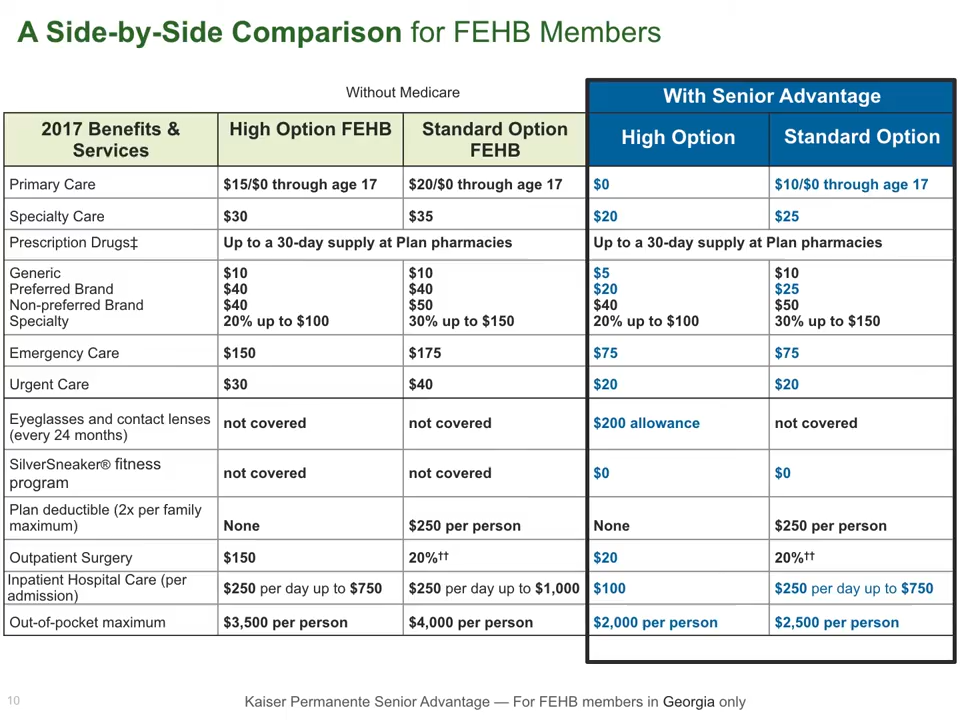 A Side-by-Side Comparison for FEHB Members
Without Medicare
With Senior Advantage
2017 Benefits &
Services
High Option FEHB
Standard Option
FEHB
High Option
Standard Option
Primary Care
$15/$0 through age 17
$20/$0 through age 17
$0
$10/$0 through age 17
Specialty Care
$30
$35
$20
$25
Prescription Drugs‡
Up to a 30-day supply at Plan pharmacies
Up to a 30-day supply at Plan pharmacies
Generic
Preferred Brand
Non-preferred Brand
Specialty
$10
$40
$40
20% up to $100
$10
$40
$50
30% up to $150
$5
$20
$40
20% up to $100
$10
$25
$50
30% up to $150
Emergency Care
$150
$175
$75
$75
Urgent Care
$30
$40
$20
$20
Eyeglasses and contact lenses
(every 24 months)
not covered
not covered
$200 allowance
not covered
SilverSneaker® fitness
program
not covered
not covered
$0
$0
Plan deductible (2x per family
maximum)
None
$250 per person
None
$250 per person
Outpatient Surgery
$150
20%††
$20
20%††
Inpatient Hospital Care (per
admission)
$250 per day up to $750
$250 per day up to $1,000
$100
$250 per day up to $750
Out-of-pocket maximum
$3,500 per person
$4,000 per person
$2,000 per person
$2,500 per person
10
Kaiser Permanente Senior Advantage — For FEHB members in Georgia only